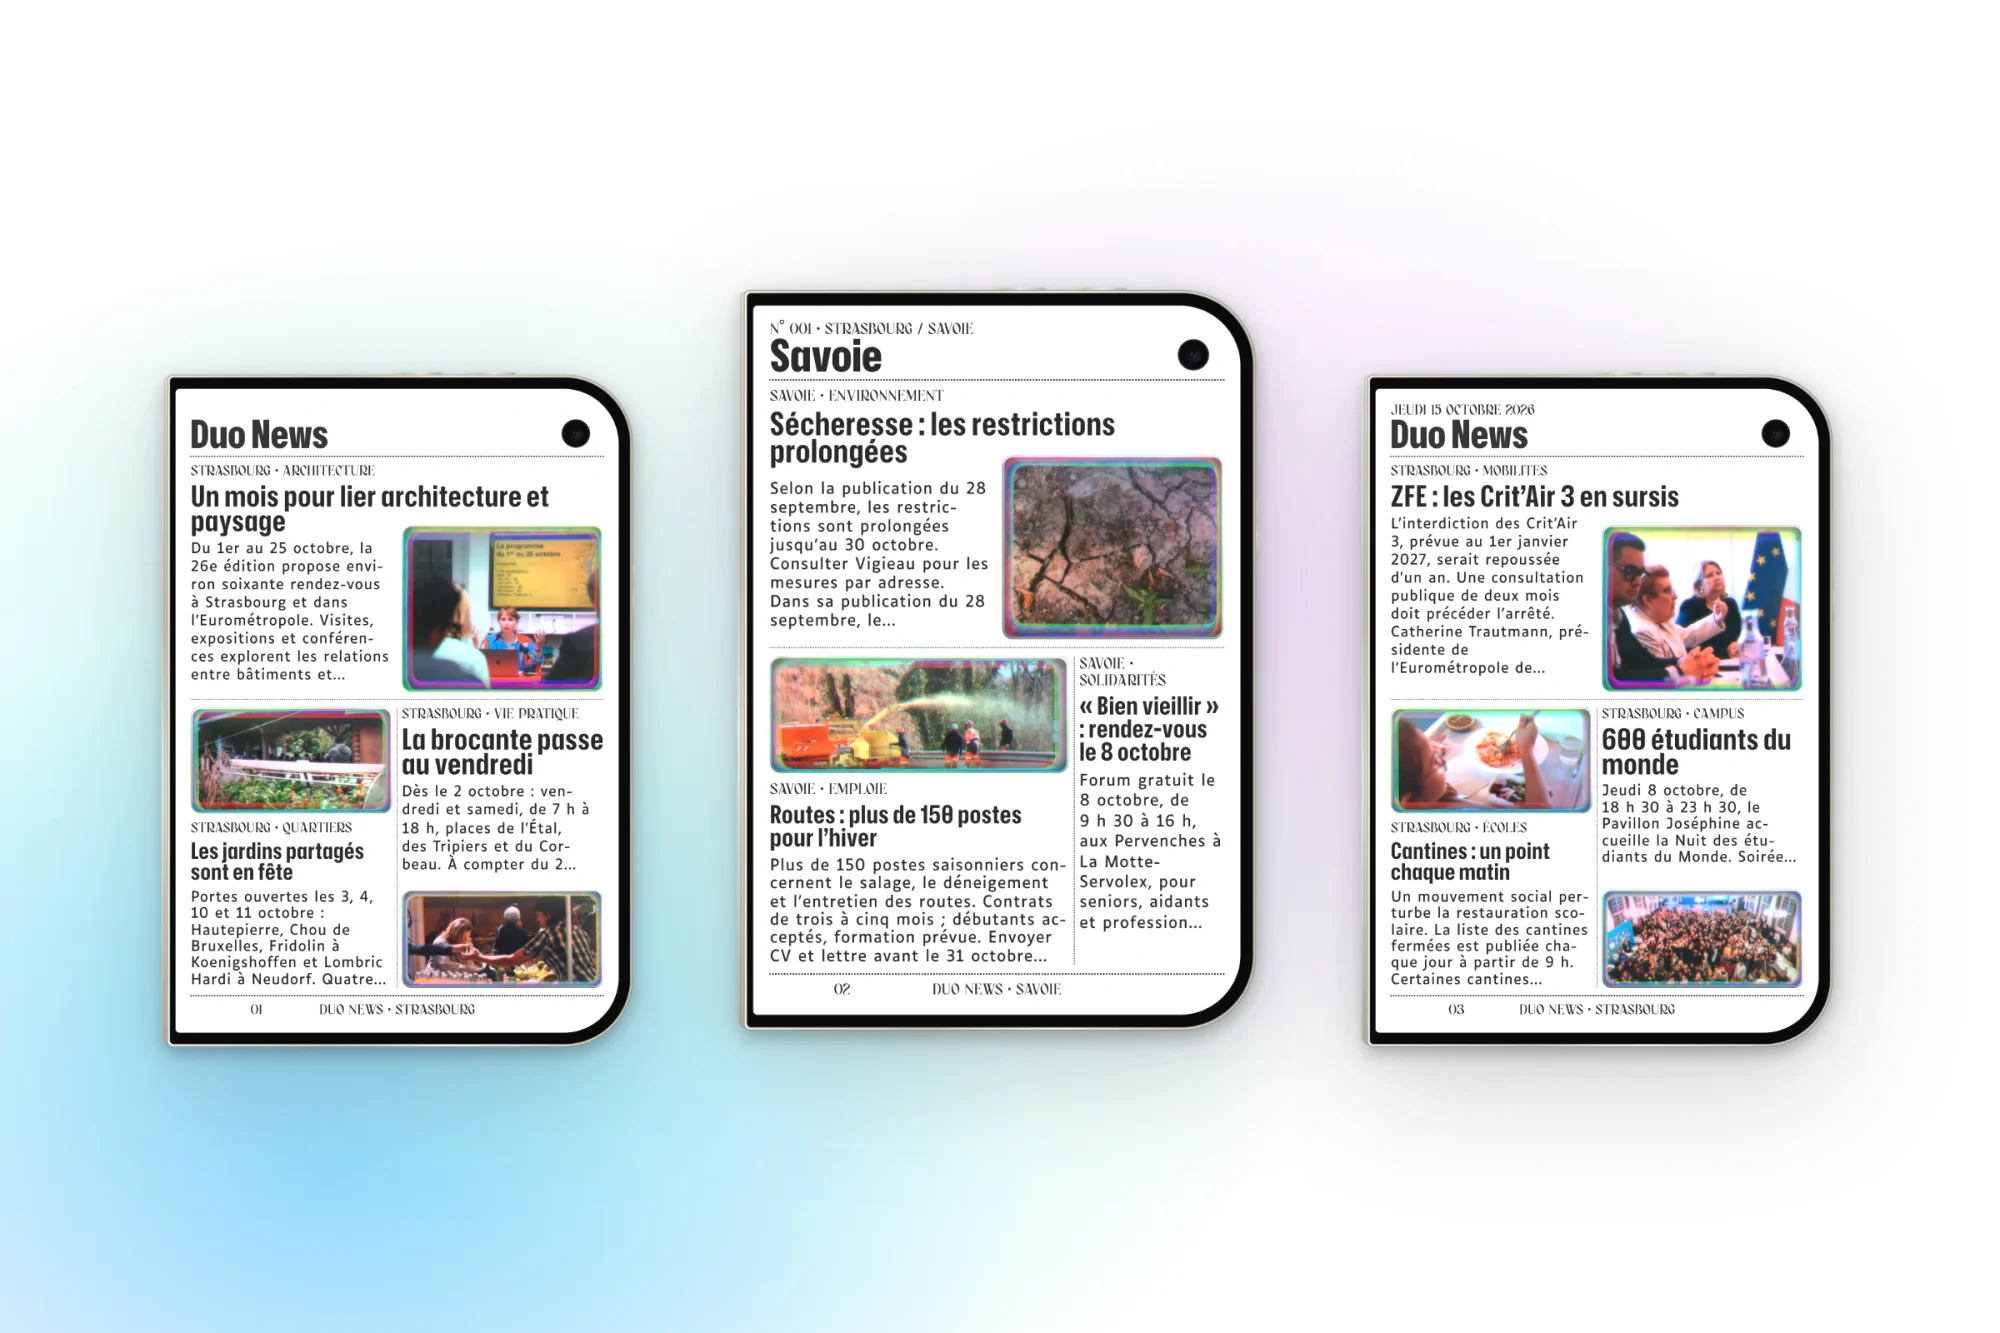 Duo News
STRASBOURG • ARCHITECTURE
Un mois pour lier architecture et
paysage
Du 1er au 25 octobre, la
26e édition propose envi-
ron soixante rendez-vous
à Strasbourg et dans
l'Eurométropole. Visites,
expositions et conféren-
ces explorent les relations
entre bâtiments et...
Le programme
du 1er au 25 octobre
STRASBOURG • QUARTIERS
Les jardins partagés
sont en fête
Portes ouvertes les 3, 4,
10 et 11 octobre :
Hautepierre, Chou de
Bruxelles, Fridolin à
Koenigshoffen et Lombric
Hardi à Neudorf. Quatre...
STRASBOURG • VIE PRATIQUE
La brocante passe
au vendredi
Dès le 2 octobre : ven-
dredi et samedi, de 7 h à
18 h, places de l'Étal,
des Tripiers et du Cor-
beau. À compter du 2...
01
DUO NEWS • STRASBOURG
N° 001 • STRASBOURG / SAVOIE
Savoie
SAVOIE • ENVIRONNEMENT
Sécheresse : les restrictions
prolongées
Selon la publication du 28
septembre, les restric-
tions sont prolongées
jusqu'au 30 octobre.
Consulter Vigieau pour les
mesures par adresse.
Dans sa publication du 28
septembre, le...
SAVOIE • EMPLOIE
Routes : plus de 150 postes
pour l'hiver
Plus de 150 postes saisonniers con-
cernent le salage, le déneigement
et l'entretien des routes. Contrats
de trois à cinq mois ; débutants ac-
ceptés, formation prévue. Envoyer
CV et lettre avant le 31 octobre...
SAVOIE •
SOLIDARITÉS
« Bien vieillir »
: rendez-vous
le 8 octobre
Forum gratuit le
8 octobre, de
9 h 30 à 16 h,
aux Pervenches à
La Motte-
Servolex, pour
seniors, aidants
et profession...
02
DUO NEWS • SAVOIE
JEUDI 15 OCTOBRE 2026
Duo News
STRASBOURG • MOBILITES
ZFE : les Crit'Air 3 en sursis
L'interdiction des Crit'Air
3, prévue au 1er janvier
2027, serait repoussée
d'un an. Une consultation
publique de deux mois
doit précéder l'arrêté.
Catherine Trautmann, pré-
sidente de
l'Eurométropole de...
STRASBOURG • ÉCOLES
Cantines : un point
chaque matin
Un mouvement social per-
turbe la restauration sco-
laire. La liste des cantines
fermées est publiée cha-
que jour à partir de 9 h.
Certaines cantines...
STRASBOURG • CAMPUS
600 étudiants du
monde
Jeudi 8 octobre, de
18 h 30 à 23 h 30, le
Pavillon Joséphine ac-
cueille la Nuit des étu-
diants du Monde. Soirée...
03
DUO NEWS • STRASBOURG